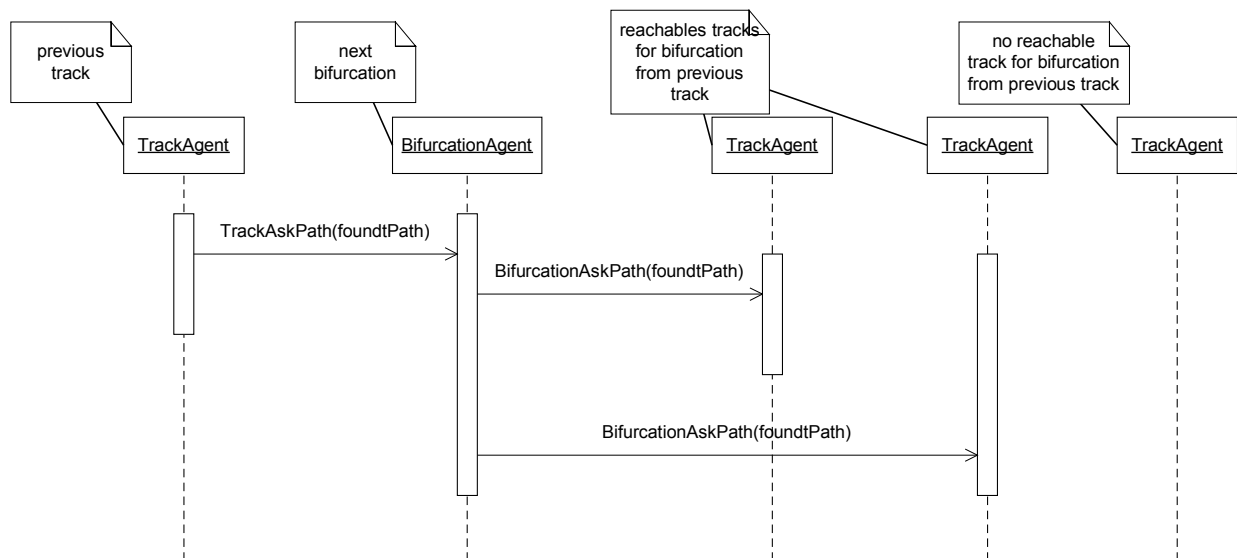 previous
track
next
bifurcation
reachables tracks
for bifurcation
from previous
track
no reachable
track for bifurcation
from previous track
TrackAgent
BifurcationAgent
TrackAgent
TrackAgent
TrackAgent
TrackAskPath(foundtPath)
BifurcationAskPath(foundtPath)
BifurcationAskPath(foundtPath)